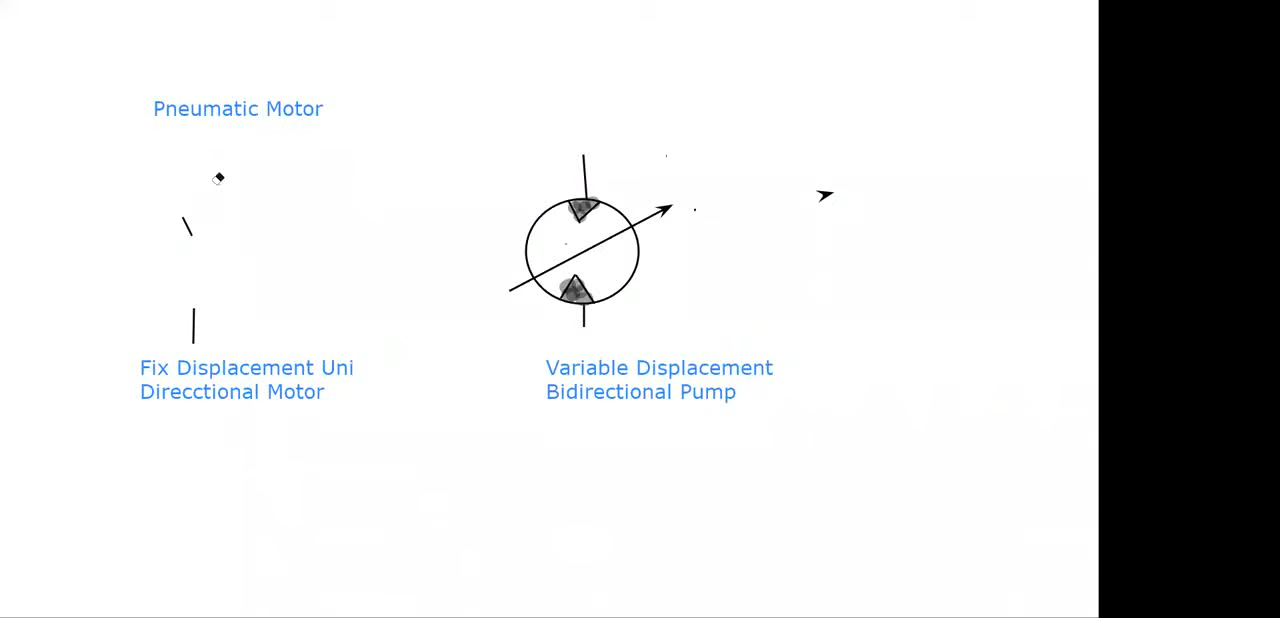 Pneumatic Motor
Fix Displacement Uni
Direcctional Motor
Variable Displacement
Bidirectional Pump